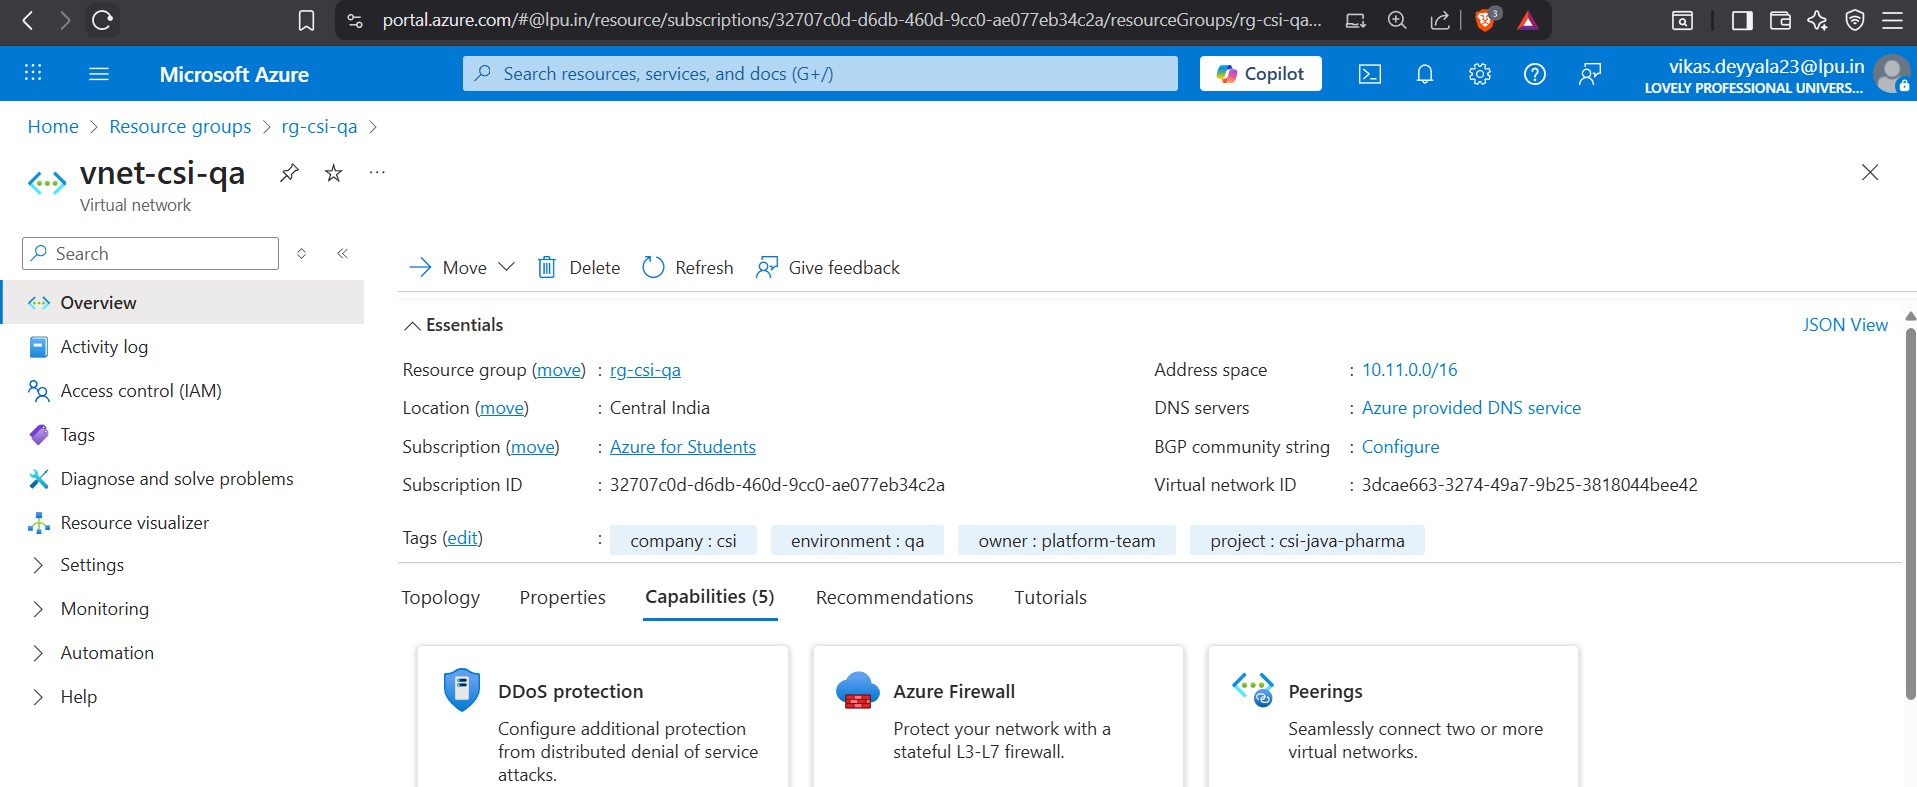 portal.azure.com/#@lpu.in/resource/subscriptions/32707c0d-d6db-460d-9cc0-ae077eb34c2a/resourceGroups/rg-csi-qa...
3
Microsoft Azure
Search resources, services, and docs (G+/)
Copilot
vikas.deyyala23@lpu.in
LOVELY PROFESSIONAL UNIVERS...
Home > Resource groups > rg-csi-qa >
vnet-csi-qa
Virtual network
Search
Overview
Activity log
Access control (IAM)
Tags
Diagnose and solve problems
Resource visualizer
Settings
Monitoring
Automation
Help
Move
Delete
Refresh
Give feedback
Essentials
JSON View
Resource group (move) : rg-csi-qa
Location (move) : Central India
Subscription (move) : Azure for Students
Subscription ID : 32707c0d-d6db-460d-9cc0-ae077eb34c2a
Address space : 10.11.0.0/16
DNS servers : Azure provided DNS service
BGP community string : Configure
Virtual network ID : 3dcae663-3274-49a7-9b25-3818044bee42
Tags (edit) : company : csi environment : qa owner : platform-team project : csi-java-pharma
Topology Properties Capabilities (5) Recommendations Tutorials
DDoS protection
Configure additional protection
from distributed denial of service
attacks.
Azure Firewall
Protect your network with a
stateful L3-L7 firewall.
Peerings
Seamlessly connect two or more
virtual networks.